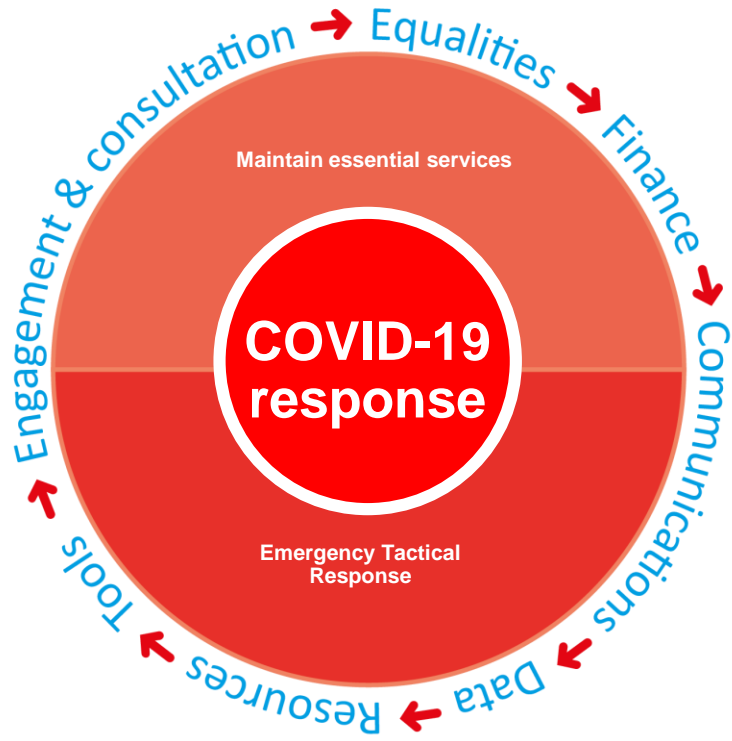 Engagement & consultation
Equalities
Finance
Communications
Data
Resources
Tools
Maintain essential services
COVID-19
response
Emergency Tactical
Response